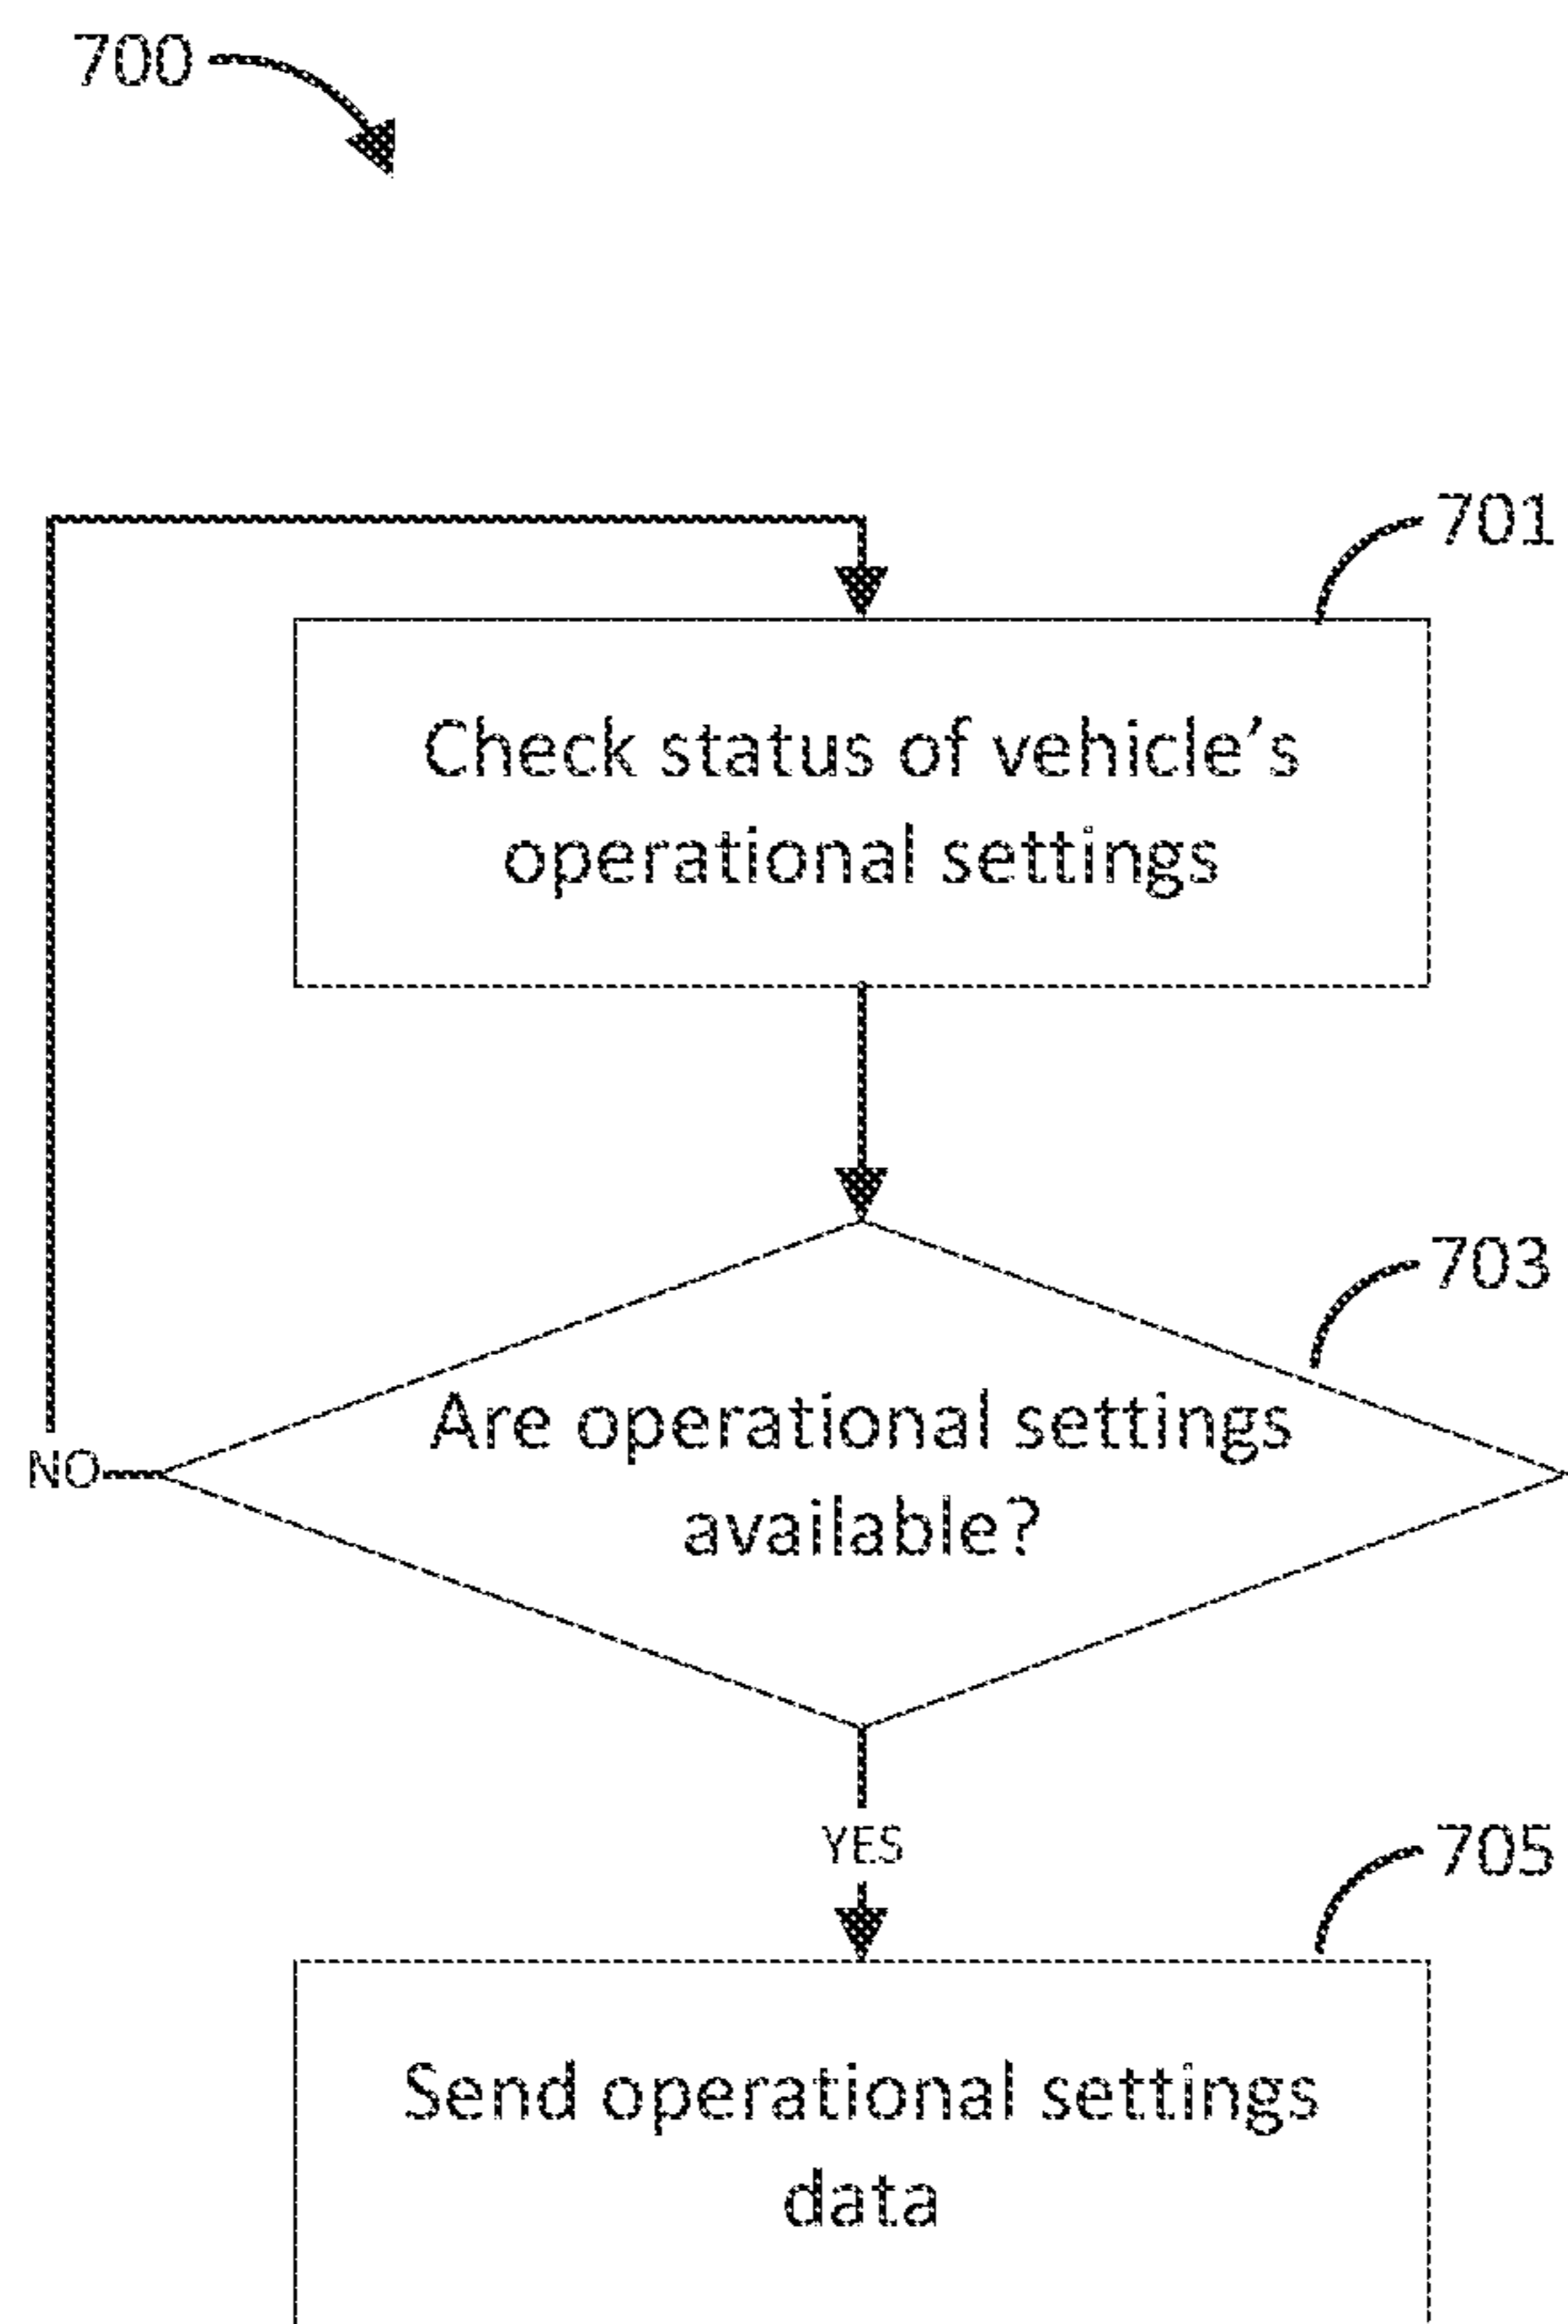 700
701
Check status of vehicle's
operational settings
703
Are operational settings
available?
NO
YES
705
Send operational settings
data